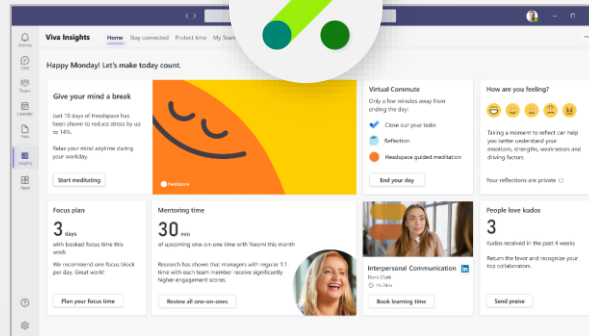 Viva Insights
Home
Stay connected
Protect time
My Team
Activity
Chat
Teams
Calendar
Files
Insights
Apps
Happy Monday! Let's make today count.
Give your mind a break
Just 10 days of Headspace has
been shown to reduce stress by up
to 14%.
Relax your mind anytime during
your workday.
Start meditating
headspace
Virtual Commute
Only a few minutes away from
ending the day!
Close out your tasks
Reflection
Headspace guided meditation
End your day
How are you feeling?
Taking a moment to reflect can help
you better understand your
emotions, strengths, weaknesses and
driving factors.
Your reflections are private
Focus plan
3 days
with booked focus time this
week
We recommend one focus block
per day. Great work!
Plan your focus time
Mentoring time
30 min
of upcoming one-on-one time with Naomi this month
Research has shown that managers with regular 1:1
time with each team member receive significantly
higher engagement scores.
Review all one-on-ones
Interpersonal Communication
Book learning time
People love kudos
3
Kudos received in the past 4 weeks
Return the favor and recognize your
top collaborators.
Send praise